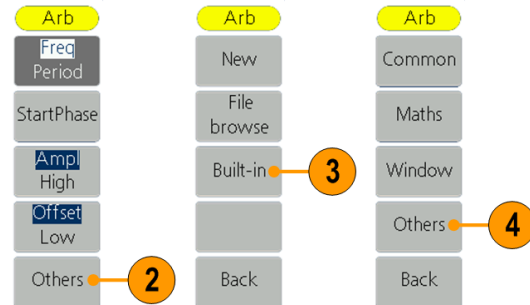 Arb
Freq
Period
StartPhase
Ampl
High
Offset
Low
Others
2
Arb
New
File
browse
Built-in
3
Back
Arb
Common
Maths
Window
Others
4
Back